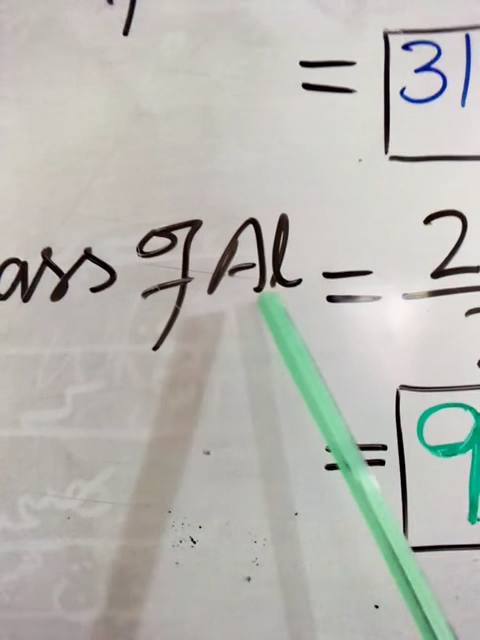 = 31
ass of Al = 2
= 9